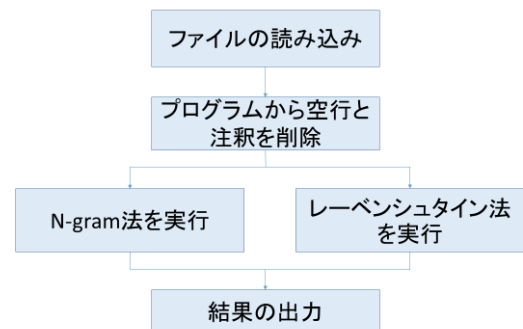 ファイルの読み込み
プログラムから空行と
注釈を削除
N-gram法を実行
レーベンシュタイン法
を実行
結果の出力